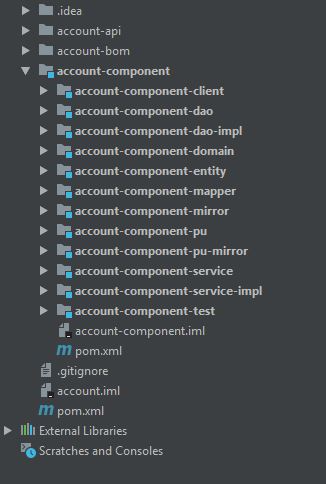 .idea
account-api
account-bom
account-component
account-component-client
account-component-dao
account-component-dao-impl
account-component-domain
account-component-entity
account-component-mapper
account-component-mirror
account-component-pu
account-component-pu-mirror
account-component-service
account-component-service-impl
account-component-test
account-component.iml
m pom.xml
.gitignore
account.iml
m pom.xml
External Libraries
Scratches and Consoles